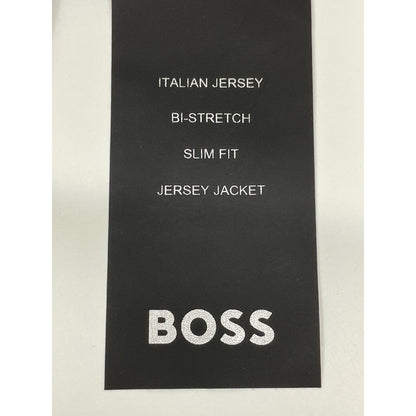 ITALIAN JERSEY
BI-STRETCH
SLIM FIT
JERSEY JACKET
BOSS